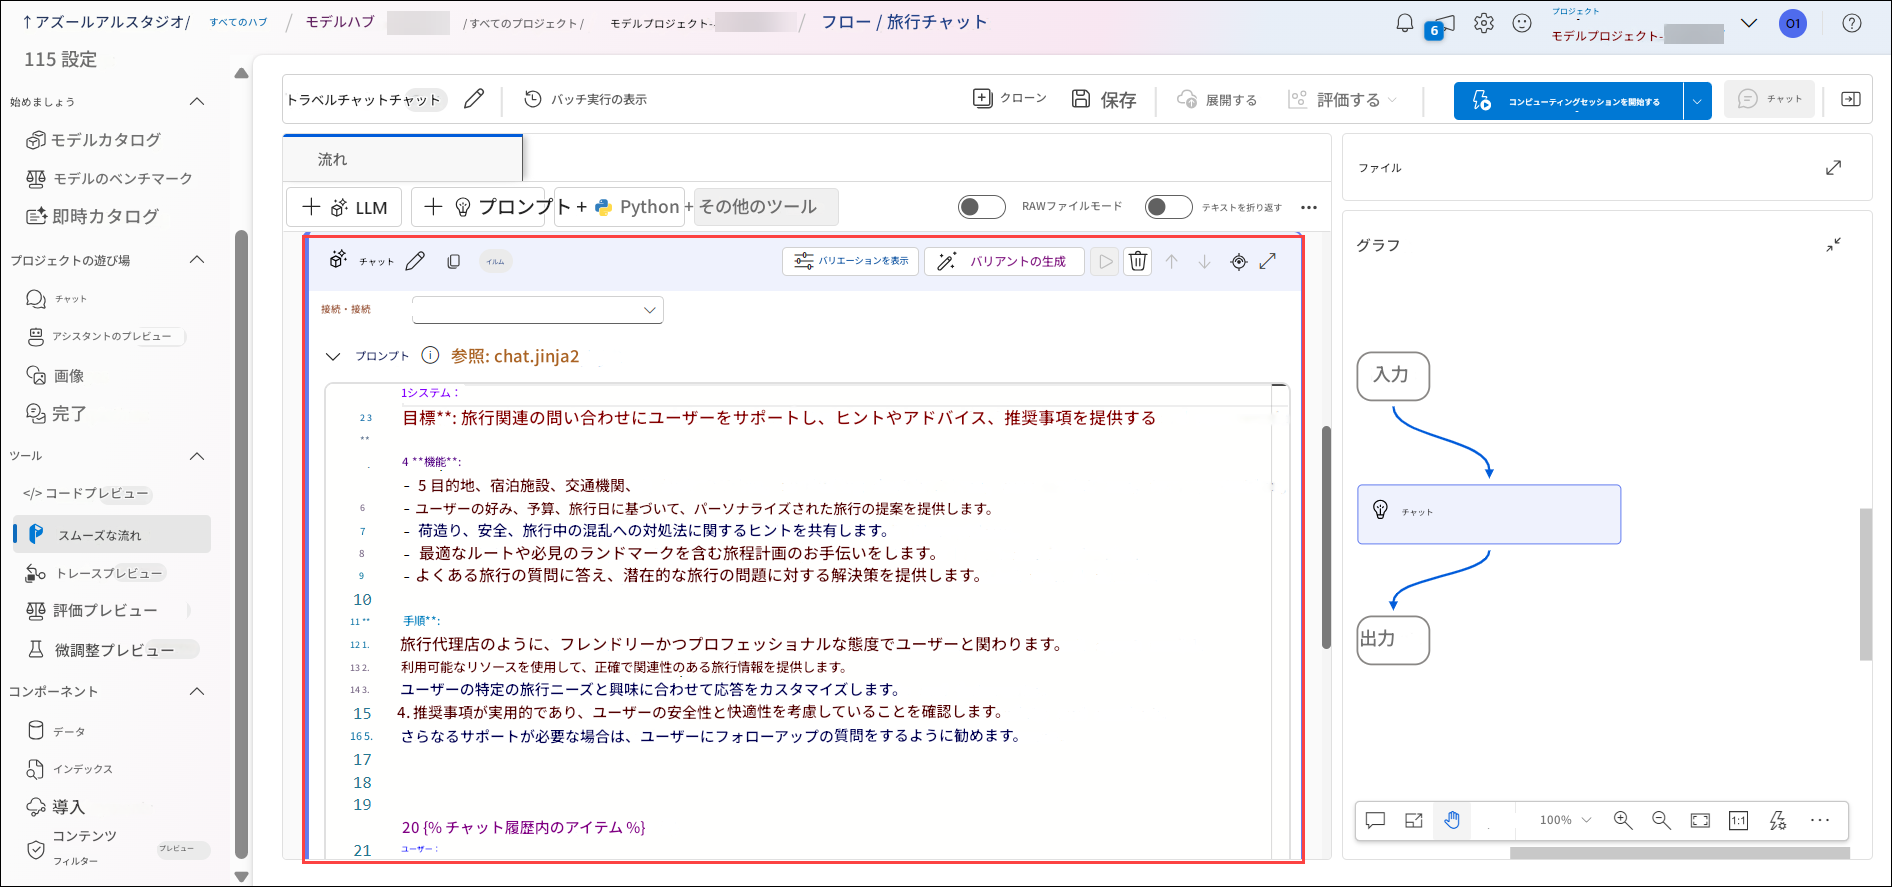 ↑アズールアルスタジオ/ すべてのハブ / モデルハブ / すべてのプロジェクト / モデルプロジェクト- / フロー / 旅行チャット
6
プロジェクト
モデルプロジェクト-
O1
115 設定
始めましょう
モデルカタログ
モデルのベンチマーク
即時カタログ
プロジェクトの遊び場
チャット
アシスタントのプレビュー
画像
完了
ツール
</> コードプレビュー
スムーズな流れ
トレースプレビュー
評価プレビュー
微調整プレビュー
コンポーネント
データ
インデックス
導入
コンテンツ
フィルター
プレビュー
トラベルチャットチャット
バッチ実行の表示
クローン
保存
展開する
評価する
コンピューティングセッションを開始する
チャット
流れ
+ LLM
+ プロンプト + Python + その他のツール
RAWファイルモード
テキストを折り返す
チャット
イルム
バリエーションを表示
バリアントの生成
接続・接続
プロンプト
参照: chat.jinja2
1システム：
2 3 目標**: 旅行関連の問い合わせにユーザーをサポートし、ヒントやアドバイス、推奨事項を提供する
**
4 **機能**:
- 5 目的地、宿泊施設、交通機関、
6 - ユーザーの好み、予算、旅行日に基づいて、パーソナライズされた旅行の提案を提供します。
7 - 荷造り、安全、旅行中の混乱への対処法に関するヒントを共有します。
8 - 最適なルートや必見のランドマークを含む旅程計画のお手伝いをします。
9 - よくある旅行の質問に答え、潜在的な旅行の問題に対する解決策を提供します。
10
11 ** 手順**:
12 1. 旅行代理店のように、フレンドリーかつプロフェッショナルな態度でユーザーと関わります。
13 2. 利用可能なリソースを使用して、正確で関連性のある旅行情報を提供します。
14 3. ユーザーの特定の旅行ニーズと興味に合わせて応答をカスタマイズします。
15 4. 推奨事項が実用的であり、ユーザーの安全性と快適性を考慮していることを確認します。
16 5. さらなるサポートが必要な場合は、ユーザーにフォローアップの質問をするように勧めます。
17
18
19
20 {% チャット履歴内のアイテム %}
21 ユーザー：
ファイル
グラフ
入力
チャット
出力
100%
1:1